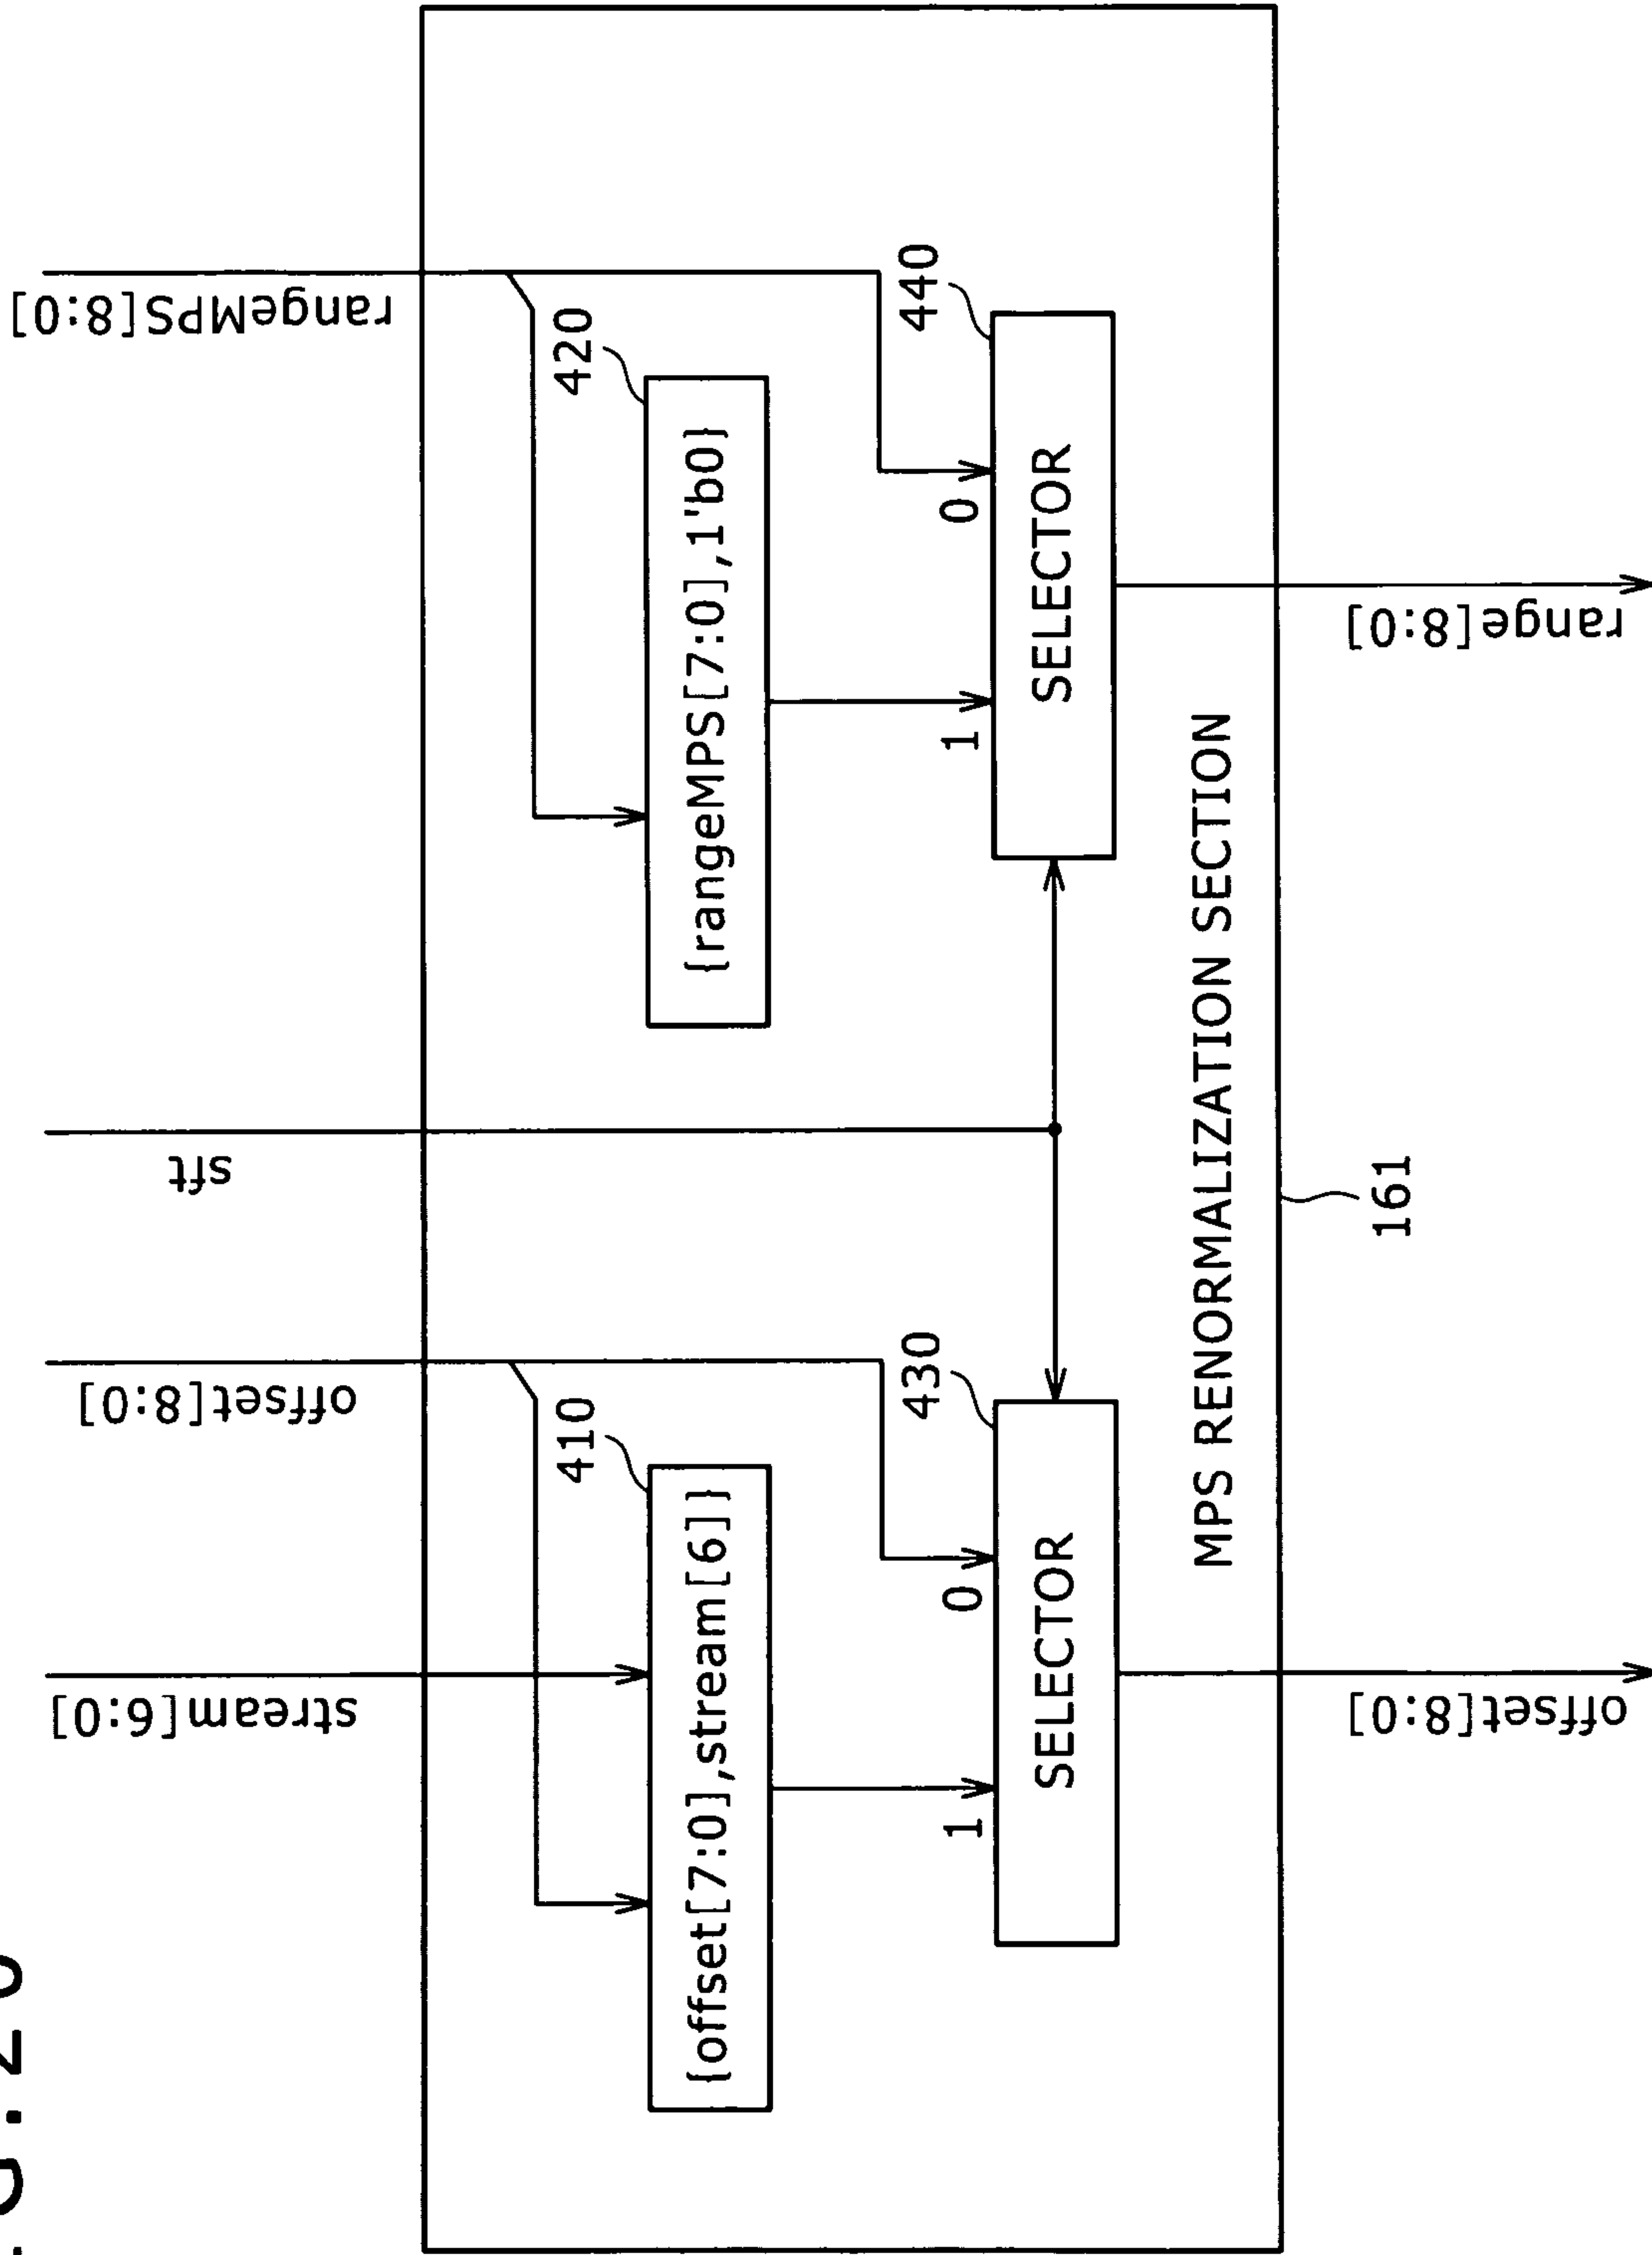 stream[6:0]
offset[8:0]
sft
rangeMPS[8:0]
410
{offset[7:0],stream[6]}
420
{rangeMPS[7:0],1'b0}
1
0
430
SELECTOR
1
0
440
SELECTOR
MPS RENORMALIZATION SECTION
161
offset[8:0]
range[8:0]